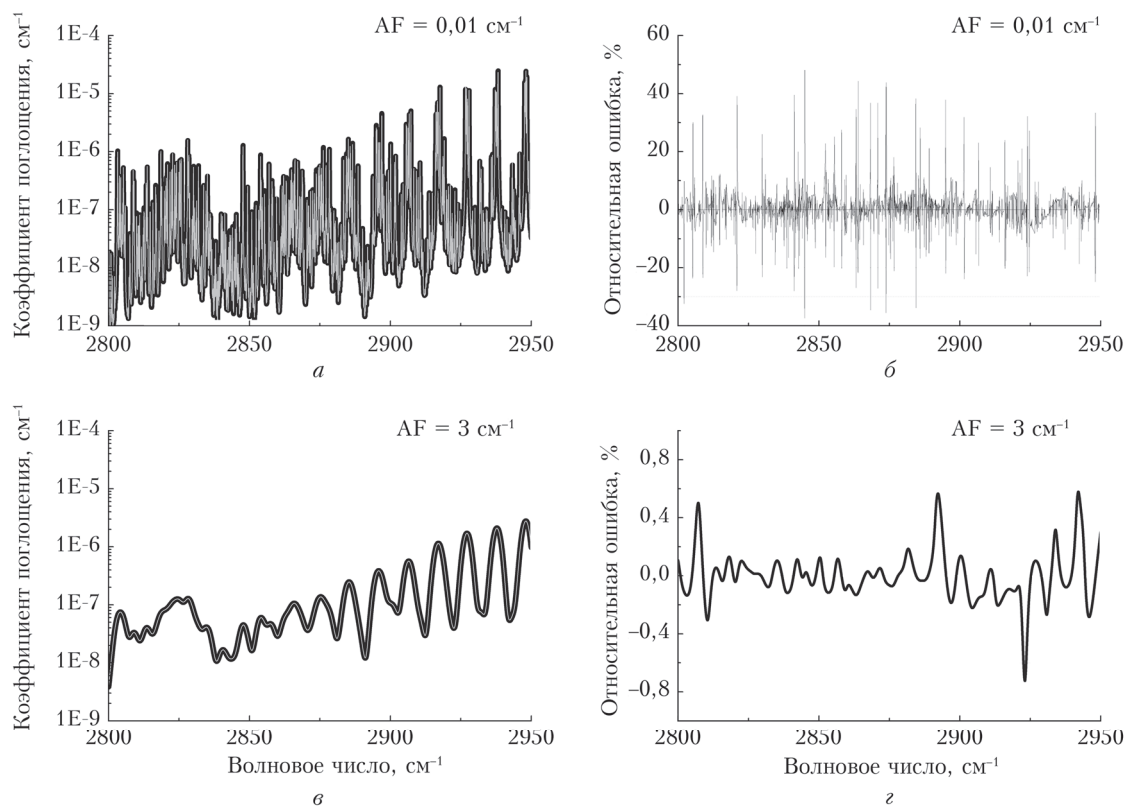 AF = 0,01 см⁻¹
Коэффициент поглощения, см⁻¹
1E-4
1E-5
1E-6
1E-7
1E-8
1E-9
2800 2850 2900 2950
а
AF = 0,01 см⁻¹
Относительная ошибка, %
60
40
20
0
–20
–40
2800 2850 2900 2950
б
AF = 3 см⁻¹
Коэффициент поглощения, см⁻¹
1E-4
1E-5
1E-6
1E-7
1E-8
1E-9
2800 2850 2900 2950
Волновое число, см⁻¹
в
AF = 3 см⁻¹
Относительная ошибка, %
0,8
0,4
0,0
–0,4
–0,8
2800 2850 2900 2950
Волновое число, см⁻¹
г